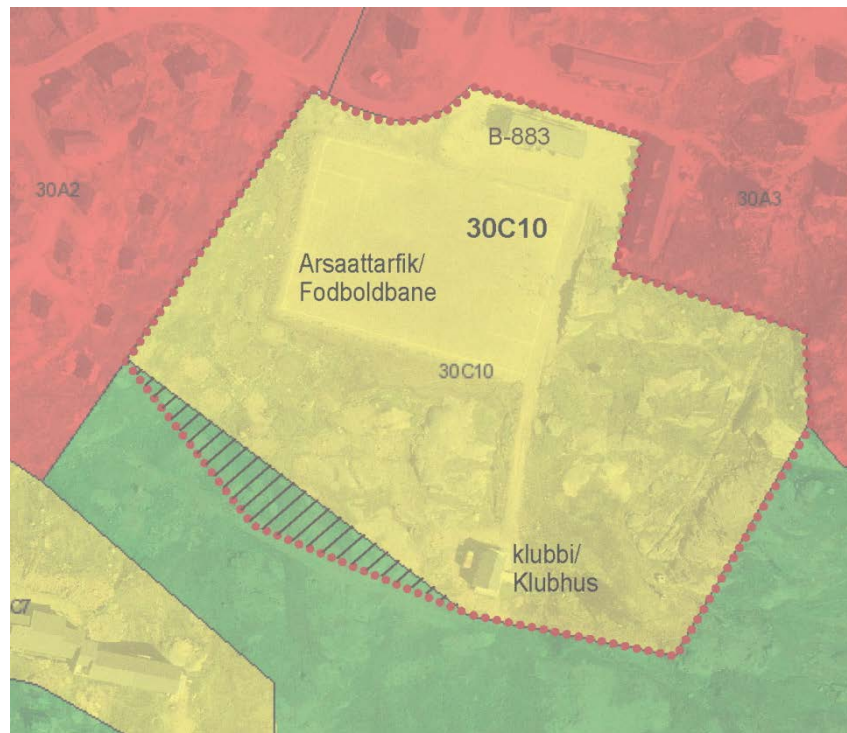 B-883
30A2
30A3
30C10
Arsaattarfik/
Fodboldbane
30C10
klubbi/
Klubhus
C7